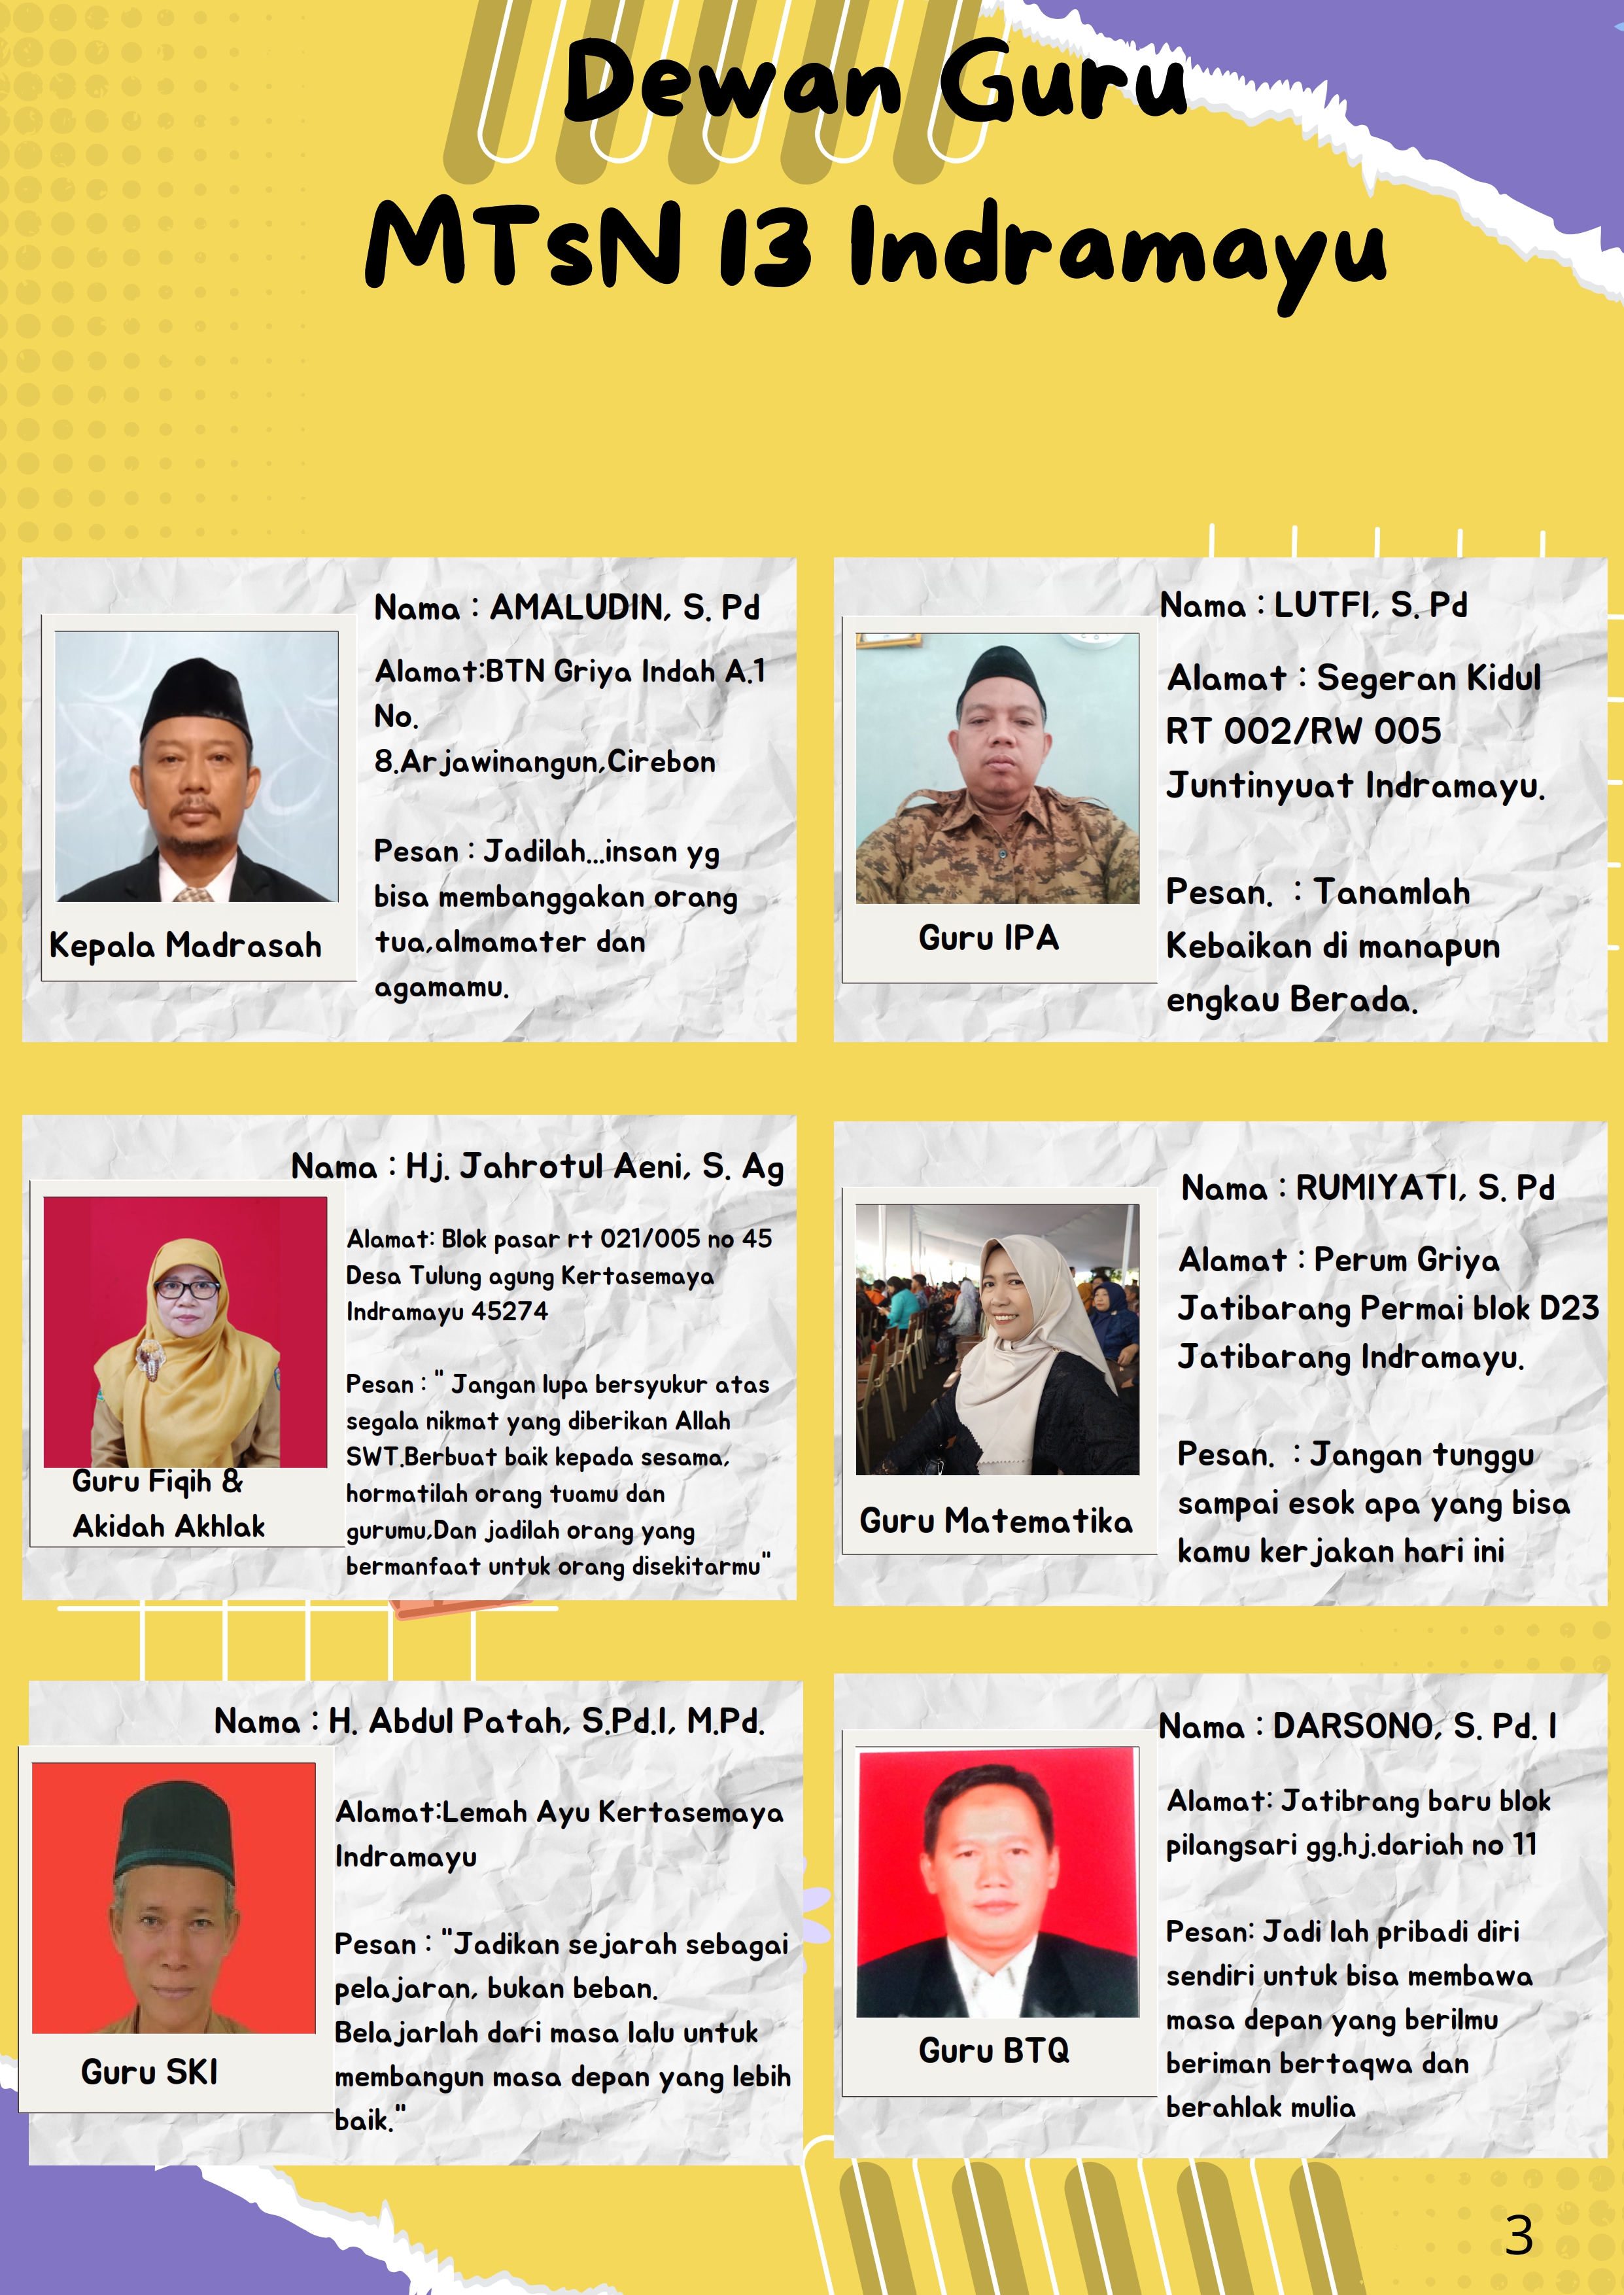 Dewan Guru
MTsN 13 Indramayu
Nama : AMALUDIN, S. Pd
Alamat:BTN Griya Indah A.1
No.
8.Arjawinangun,Cirebon
Pesan : Jadilah...insan yg
bisa membanggakan orang
tua,almamater dan
agamamu.
Kepala Madrasah
Nama : LUTFI, S. Pd
Alamat : Segeran Kidul
RT 002/RW 005
Juntinyuat Indramayu.
Pesan.  : Tanamlah
Kebaikan di manapun
engkau Berada.
Guru IPA
Nama : Hj. Jahrotul Aeni, S. Ag
Alamat: Blok pasar rt 021/005 no 45
Desa Tulung agung Kertasemaya
Indramayu 45274
Pesan : " Jangan lupa bersyukur atas
segala nikmat yang diberikan Allah
SWT.Berbuat baik kepada sesama,
hormatilah orang tuamu dan
gurumu,Dan jadilah orang yang
bermanfaat untuk orang disekitarmu"
Guru Fiqih &
Akidah Akhlak
Nama : RUMIYATI, S. Pd
Alamat : Perum Griya
Jatibarang Permai blok D23
Jatibarang Indramayu.
Pesan.  : Jangan tunggu
sampai esok apa yang bisa
kamu kerjakan hari ini
Guru Matematika
Nama : H. Abdul Patah, S.Pd.I, M.Pd.
Alamat:Lemah Ayu Kertasemaya
Indramayu
Pesan : "Jadikan sejarah sebagai
pelajaran, bukan beban.
Belajarlah dari masa lalu untuk
membangun masa depan yang lebih
baik."
Guru SKI
Nama : DARSONO, S. Pd. I
Alamat: Jatibrang baru blok
pilangsari gg.hj.dariah no 11
Pesan: Jadi lah pribadi diri
sendiri untuk bisa membawa
masa depan yang berilmu
beriman bertaqwa dan
berahlak mulia
Guru BTQ
3